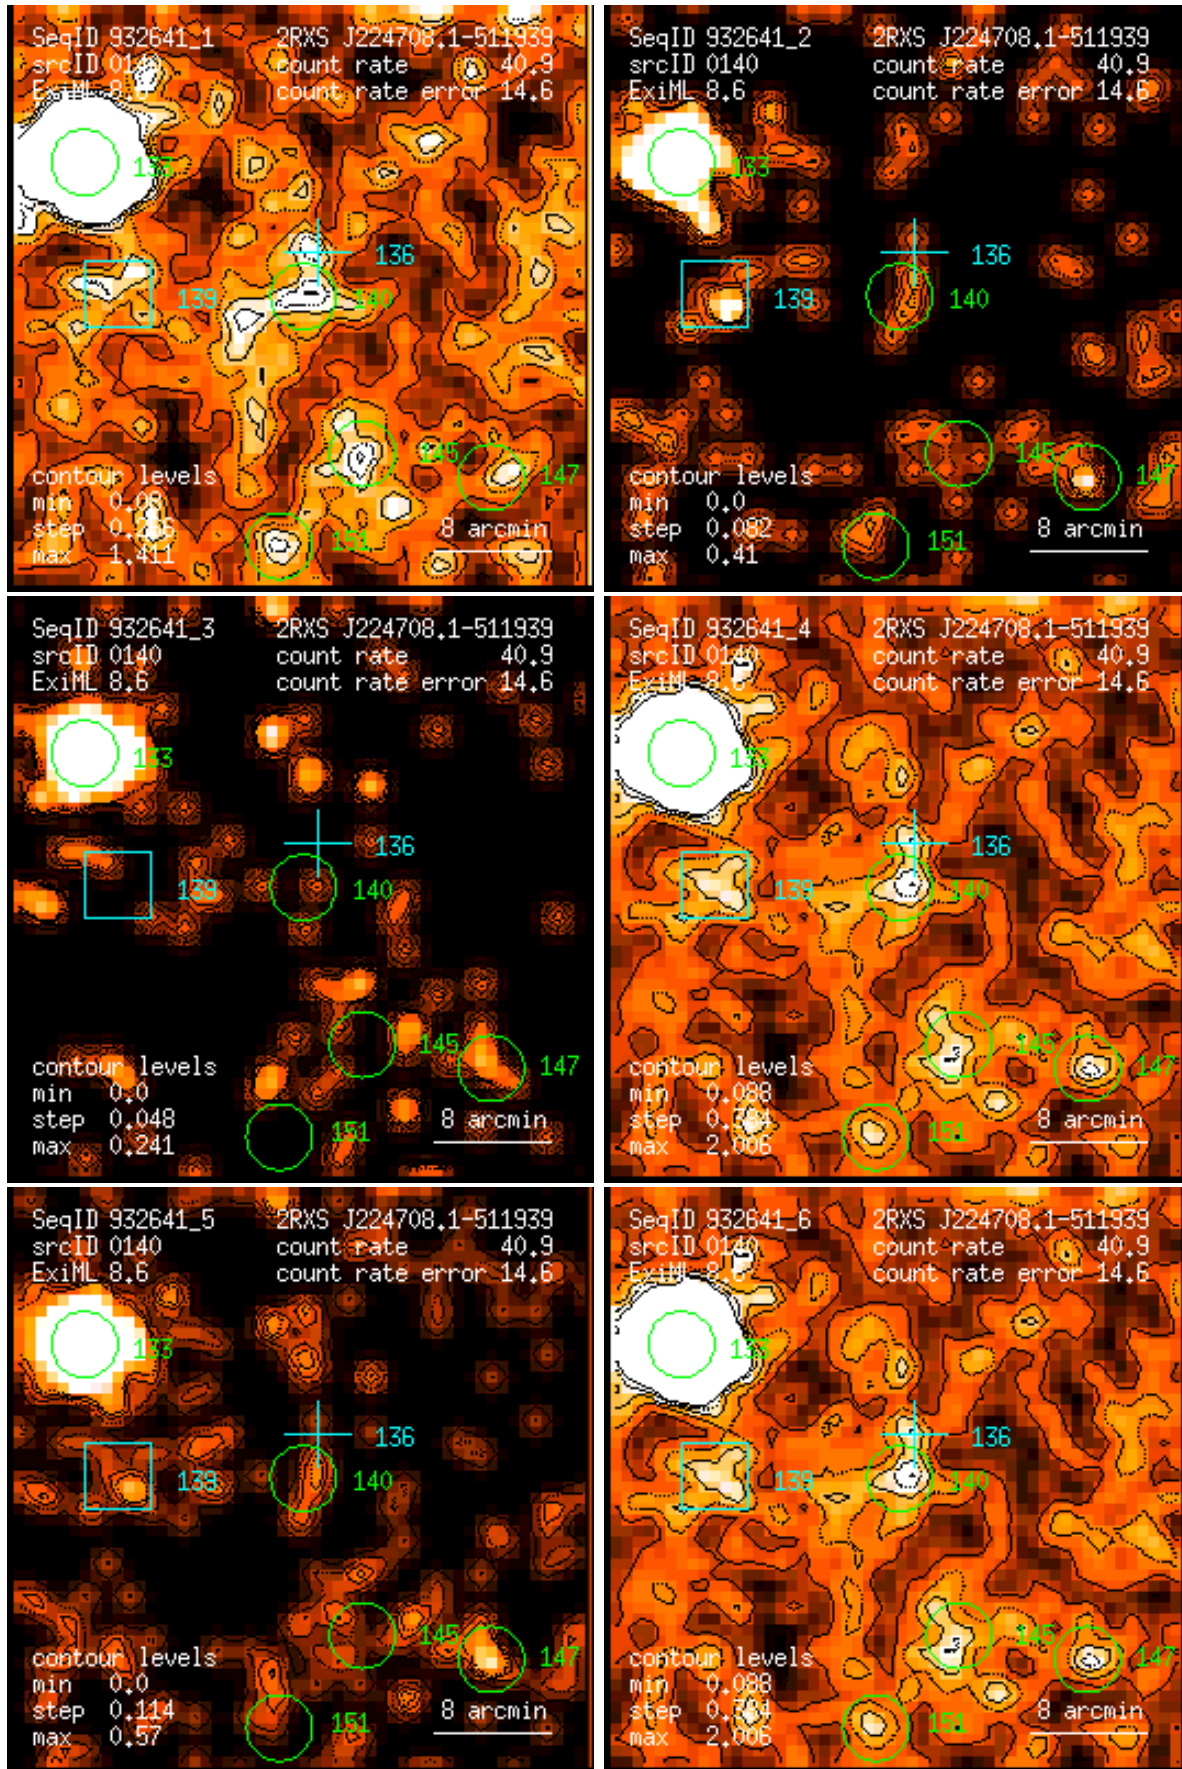 SeqID 932641_1 2RXS J224708.1-511939
srcID 0140 count rate 40.9
ExiML 8.6 count rate error 14.6
133
136
139 140
145
147
contour levels
min 0.08
step
max 1.411
8 arcmin
151
SeqID 932641_2 2RXS J224708.1-511939
srcID 0140 count rate 40.9
ExiML 8.6 count rate error 14.6
133
136
139 140
145
147
contour levels
min 0.0
step 0.082
max 0.41
8 arcmin
151
SeqID 932641_3 2RXS J224708.1-511939
srcID 0140 count rate 40.9
ExiML 8.6 count rate error 14.6
133
136
139 140
145
147
contour levels
min 0.0
step 0.048
max 0.241
8 arcmin
151
SeqID 932641_4 2RXS J224708.1-511939
srcID 0140 count rate 40.9
ExiML 8.6 count rate error 14.6
133
136
139 140
145
147
contour levels
min 0.088
step
max 2.006
8 arcmin
151
SeqID 932641_5 2RXS J224708.1-511939
srcID 0140 count rate 40.9
ExiML 8.6 count rate error 14.6
133
136
139 140
145
147
contour levels
min 0.0
step 0.114
max 0.57
8 arcmin
151
SeqID 932641_6 2RXS J224708.1-511939
srcID 0140 count rate 40.9
ExiML 8.6 count rate error 14.6
133
136
139 140
145
147
contour levels
min 0.088
step
max 2.006
8 arcmin
151